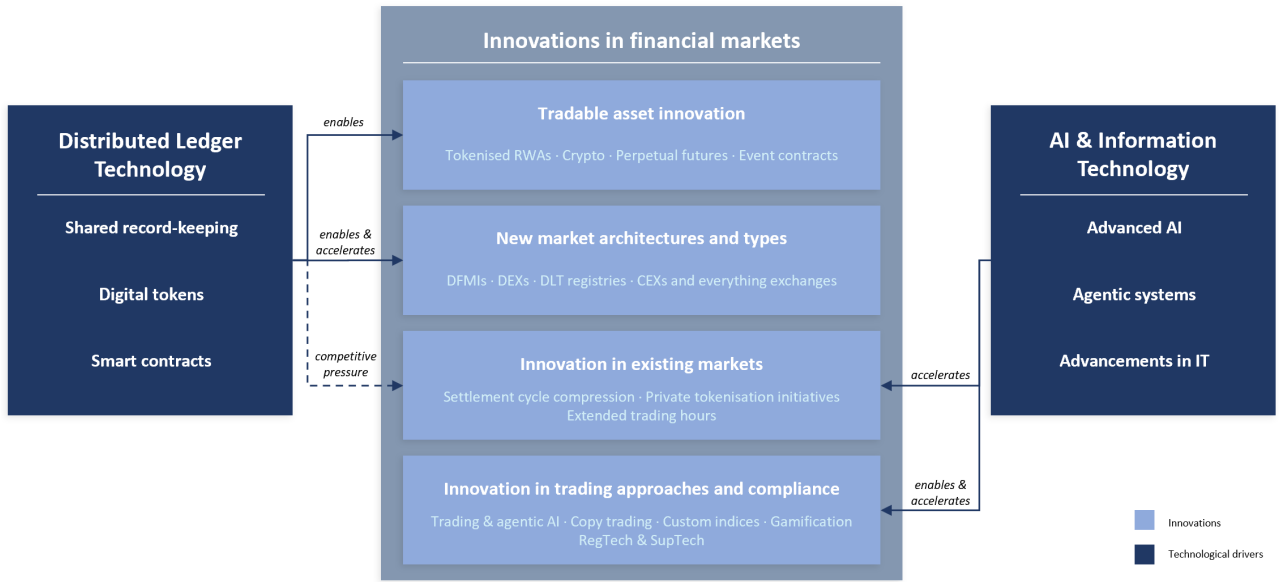 Innovations in financial markets
Distributed Ledger
Technology
Shared record-keeping
Digital tokens
Smart contracts
enables
enables &
accelerates
competitive
pressure
Tradable asset innovation
Tokenised RWAs · Crypto · Perpetual futures · Event contracts
New market architectures and types
DFMIs · DEXs · DLT registries · CEXs and everything exchanges
Innovation in existing markets
Settlement cycle compression · Private tokenisation initiatives
Extended trading hours
Innovation in trading approaches and compliance
Trading & agentic AI · Copy trading · Custom indices · Gamification
RegTech & SupTech
accelerates
enables &
accelerates
AI & Information
Technology
Advanced AI
Agentic systems
Advancements in IT
Innovations
Technological drivers